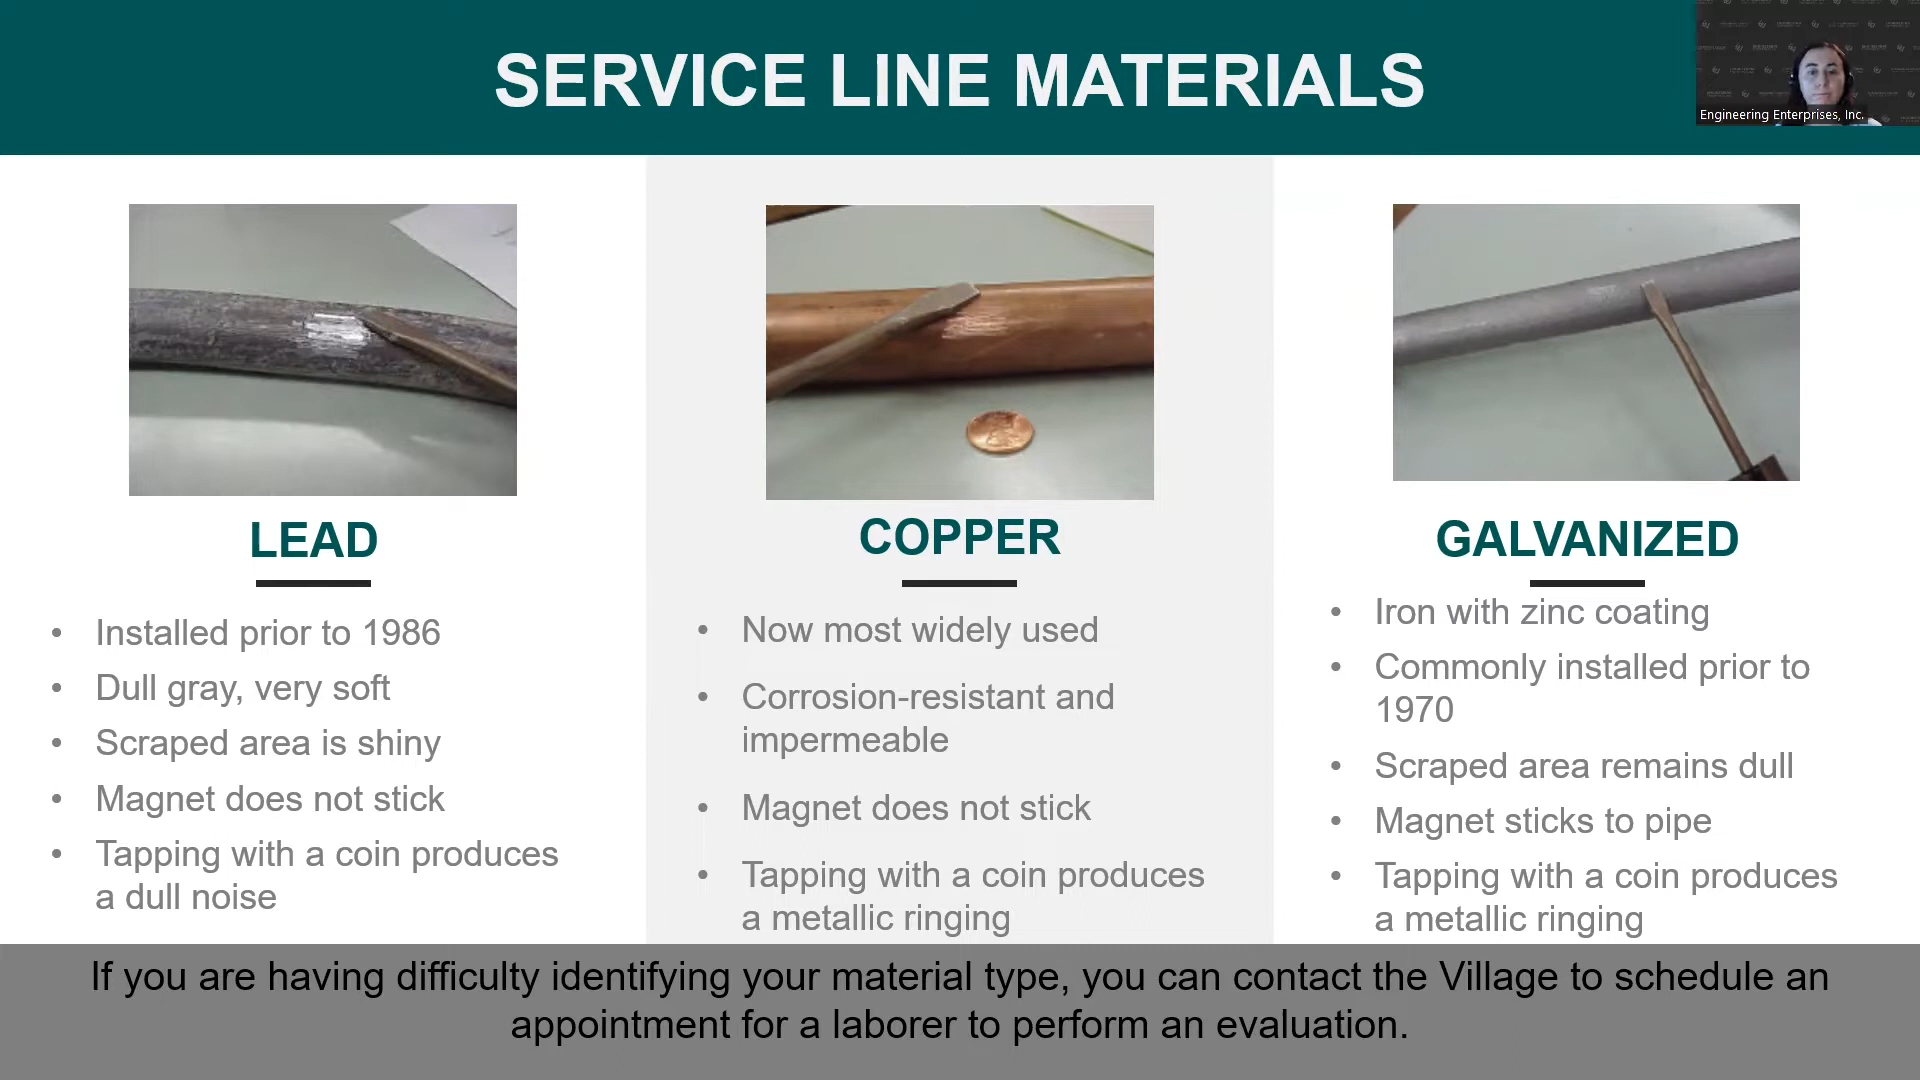 SERVICE LINE MATERIALS
Engineering Enterprises, Inc.
LEAD
• Installed prior to 1986
• Dull gray, very soft
• Scraped area is shiny
• Magnet does not stick
• Tapping with a coin produces
a dull noise
COPPER
• Now most widely used
• Corrosion-resistant and
impermeable
• Magnet does not stick
• Tapping with a coin produces
a metallic ringing
GALVANIZED
• Iron with zinc coating
• Commonly installed prior to
1970
• Scraped area remains dull
• Magnet sticks to pipe
• Tapping with a coin produces
a metallic ringing
If you are having difficulty identifying your material type, you can contact the Village to schedule an
appointment for a laborer to perform an evaluation.